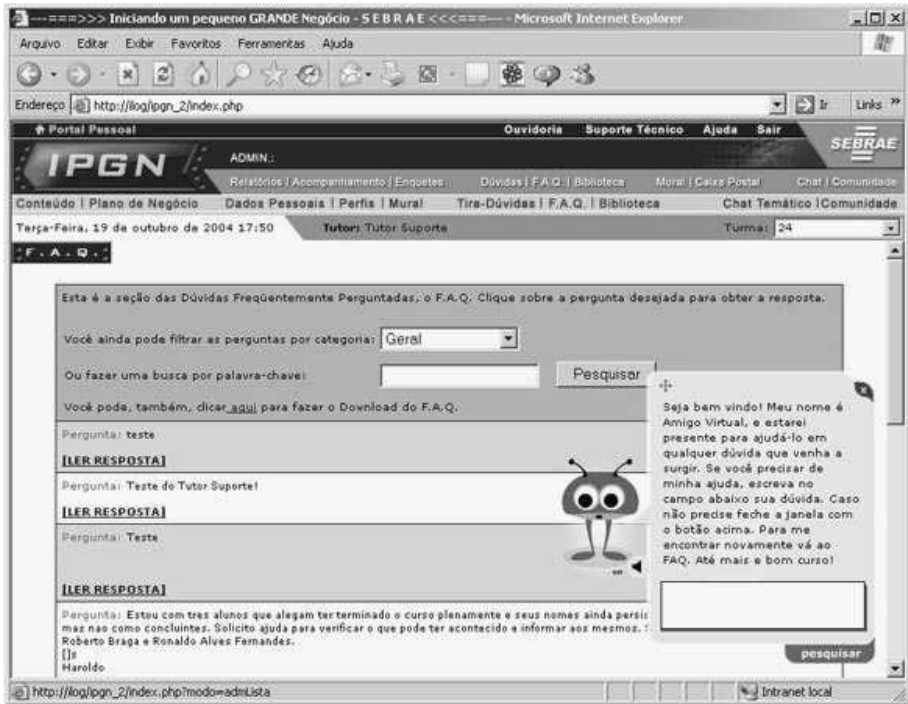 ----===>>> Iniciando um pequeno GRANDE Negócio - S E B R A E <<<===---- - Microsoft Internet Explorer
Arquivo Editar Exibir Favoritos Ferramentas Ajuda
Endereço http://ilog/ipgn_2/index.php Ir Links »
Portal Pessoal Ouvidoria Suporte Técnico Ajuda Sair
SEBRAE
IPGN ADMIN.:
Relatórios | Acompanhamento | Enquetes Dúvidas | F.A.Q. | Biblioteca Mural | Caixa Postal Chat | Comunidade
Conteúdo | Plano de Negócio Dados Pessoais | Perfis | Mural Tira-Dúvidas | F.A.Q. | Biblioteca Chat Temático |Comunidade
Terça-Feira, 19 de outubro de 2004 17:50 Tutor: Tutor Suporte Turma: 24
F.A.Q.
Esta é a seção das Dúvidas Freqüentemente Perguntadas, o F.A.Q. Clique sobre a pergunta desejada para obter a resposta.
Você ainda pode filtrar as perguntas por categoria: Geral
Ou fazer uma busca por palavra-chave: Pesquisar
Você pode, também, clicar aqui para fazer o Download do F.A.Q.
Pergunta: teste
[LER RESPOSTA]
Pergunta: Teste do Tutor Suporte!
[LER RESPOSTA]
Pergunta: Teste
[LER RESPOSTA]
Pergunta: Estou com tres alunos que alegam ter terminado o curso plenamente e seus nomes ainda persis
mas nao como concluintes. Solicito ajuda para verificar o que pode ter acontecido e informar aos mesmoz.
Roberto Braga e Ronaldo Alves Fernandes.
[]s
Haroldo
Seja bem vindo! Meu nome é
Amigo Virtual, e estarei
presente para ajudá-lo em
qualquer dúvida que venha a
surgir. Se você precisar de
minha ajuda, escreva no
campo abaixo sua dúvida. Caso
não precise feche a janela com
o botão acima. Para me
encontrar novamente vá ao
FAQ. Até mais e bom curso!
pesquisar
http://ilog/ipgn_2/index.php?modo=admLista Intranet local